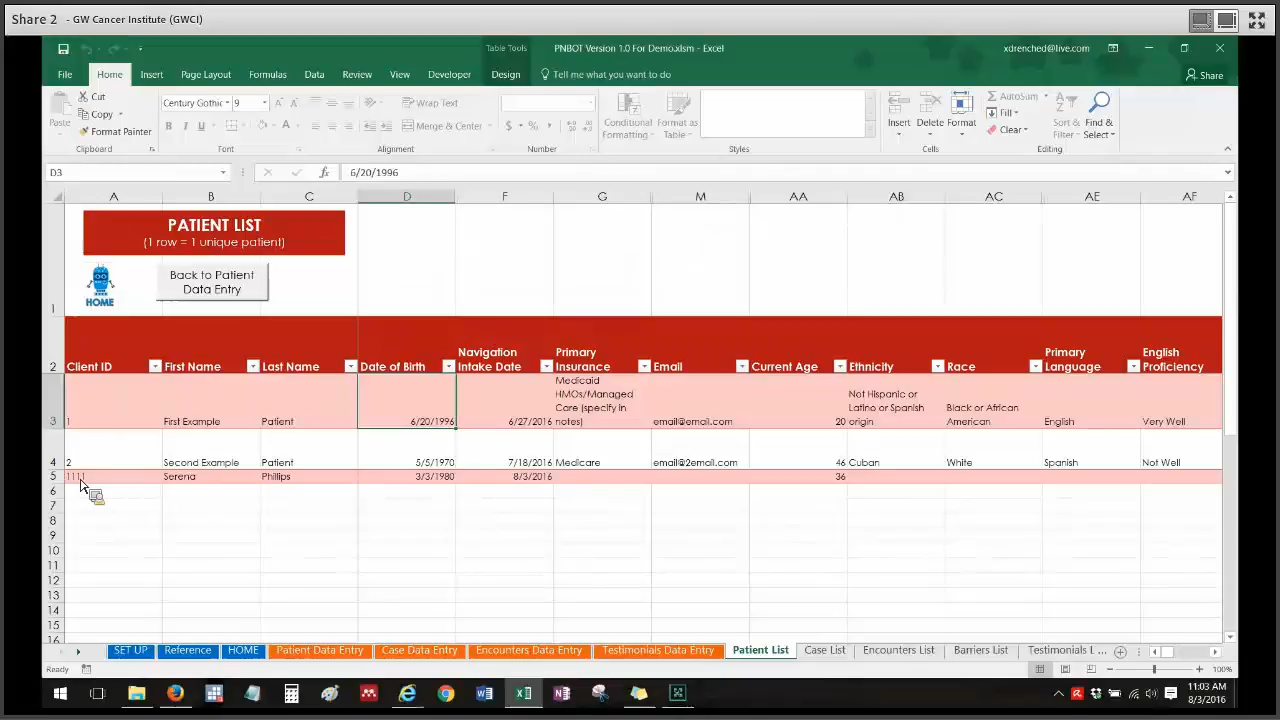 Share 2 - GW Cancer Institute (GWCI)
Table Tools
PNBOT Version 1.0 For Demo.xlsm - Excel
xdrenched@live.com
File Home Insert Page Layout Formulas Data Review View Developer Design Tell me what you want to do Share
Paste
Cut
Copy
Format Painter
Clipboard
Century Gothic 9
B I U
Font
Wrap Text
Merge & Center
Alignment
$ %
Number
Conditional Formatting
Format as Table
Styles
Insert Delete Format
Cells
AutoSum
Fill
Clear
Sort & Filter
Find & Select
Editing
D3 fx 6/20/1996
A B C D F G M AA AB AC AE AF
PATIENT LIST
(1 row = 1 unique patient)
Back to Patient
Data Entry
HOME
1
2 Client ID First Name Last Name Date of Birth Navigation Intake Date Primary Insurance Email Current Age Ethnicity Race Primary Language English Proficiency
3 1 First Example Patient 6/20/1996 6/27/2016 Medicaid HMOs/Managed Care (specify in notes) email@email.com 20 Not Hispanic or Latino or Spanish origin Black or African American English Very Well
4 2 Second Example Patient 5/5/1970 7/18/2016 Medicare email@2email.com 46 Cuban White Spanish Not Well
5 1111 Serena Phillips 3/3/1980 8/3/2016 36
6
7
8
9
10
11
12
13
14
15
16
SET UP Reference HOME Patient Data Entry Case Data Entry Encounters Data Entry Testimonials Data Entry Patient List Case List Encounters List Barriers List Testimonials L ...
Ready 100%
11:03 AM
8/3/2016